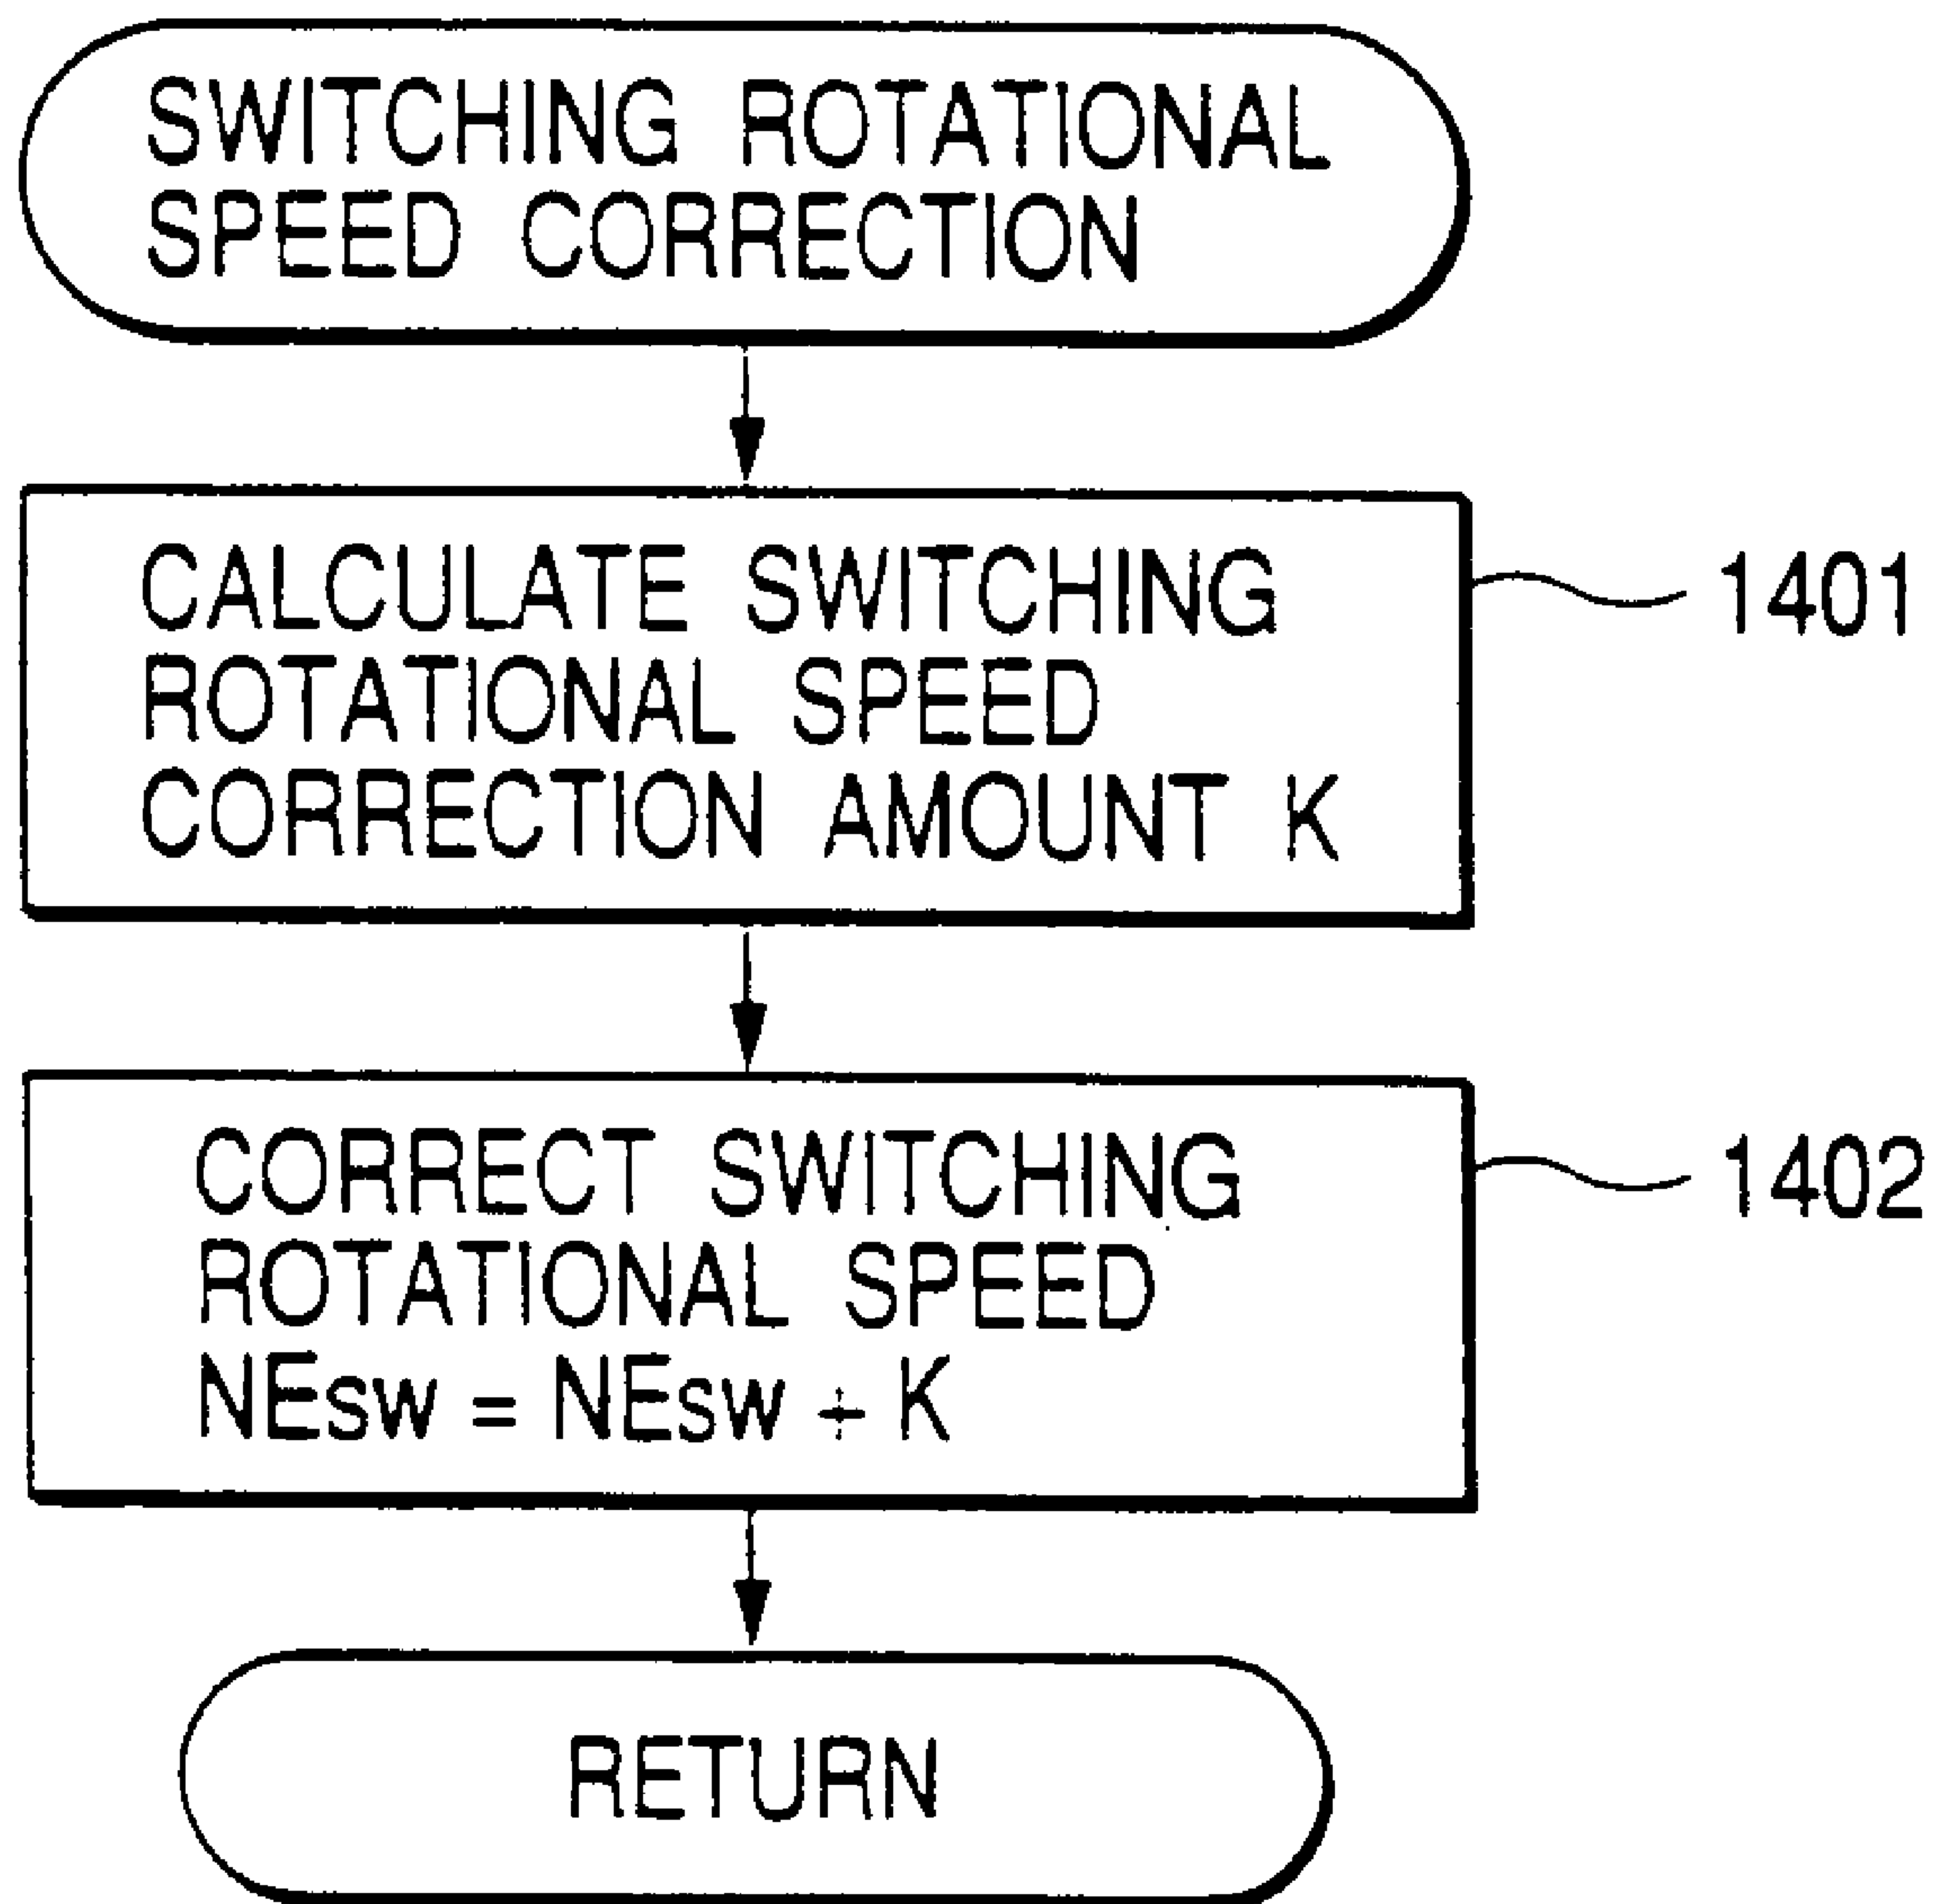 SWITCHING ROTATIONAL
SPEED CORRECTION
CALCULATE SWITCHING
ROTATIONAL SPEED
CORRECTION AMOUNT K
1401
CORRECT SWITCHING
ROTATIONAL SPEED
NESW = NESW + K
1402
RETURN